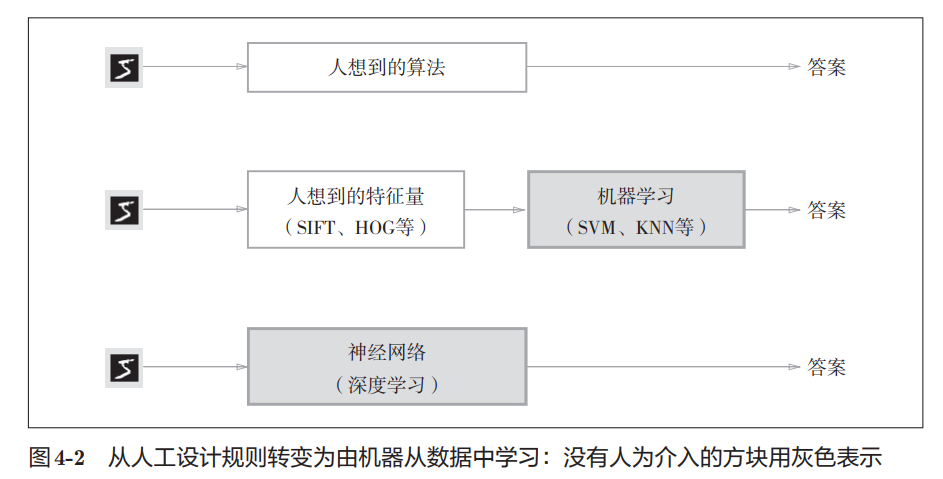 5
人想到的算法
答案
5
人想到的特征量
（SIFT、HOG等）
机器学习
（SVM、KNN等）
答案
5
神经网络
（深度学习）
答案
图4-2 从人工设计规则转变为由机器从数据中学习：没有人为介入的方块用灰色表示